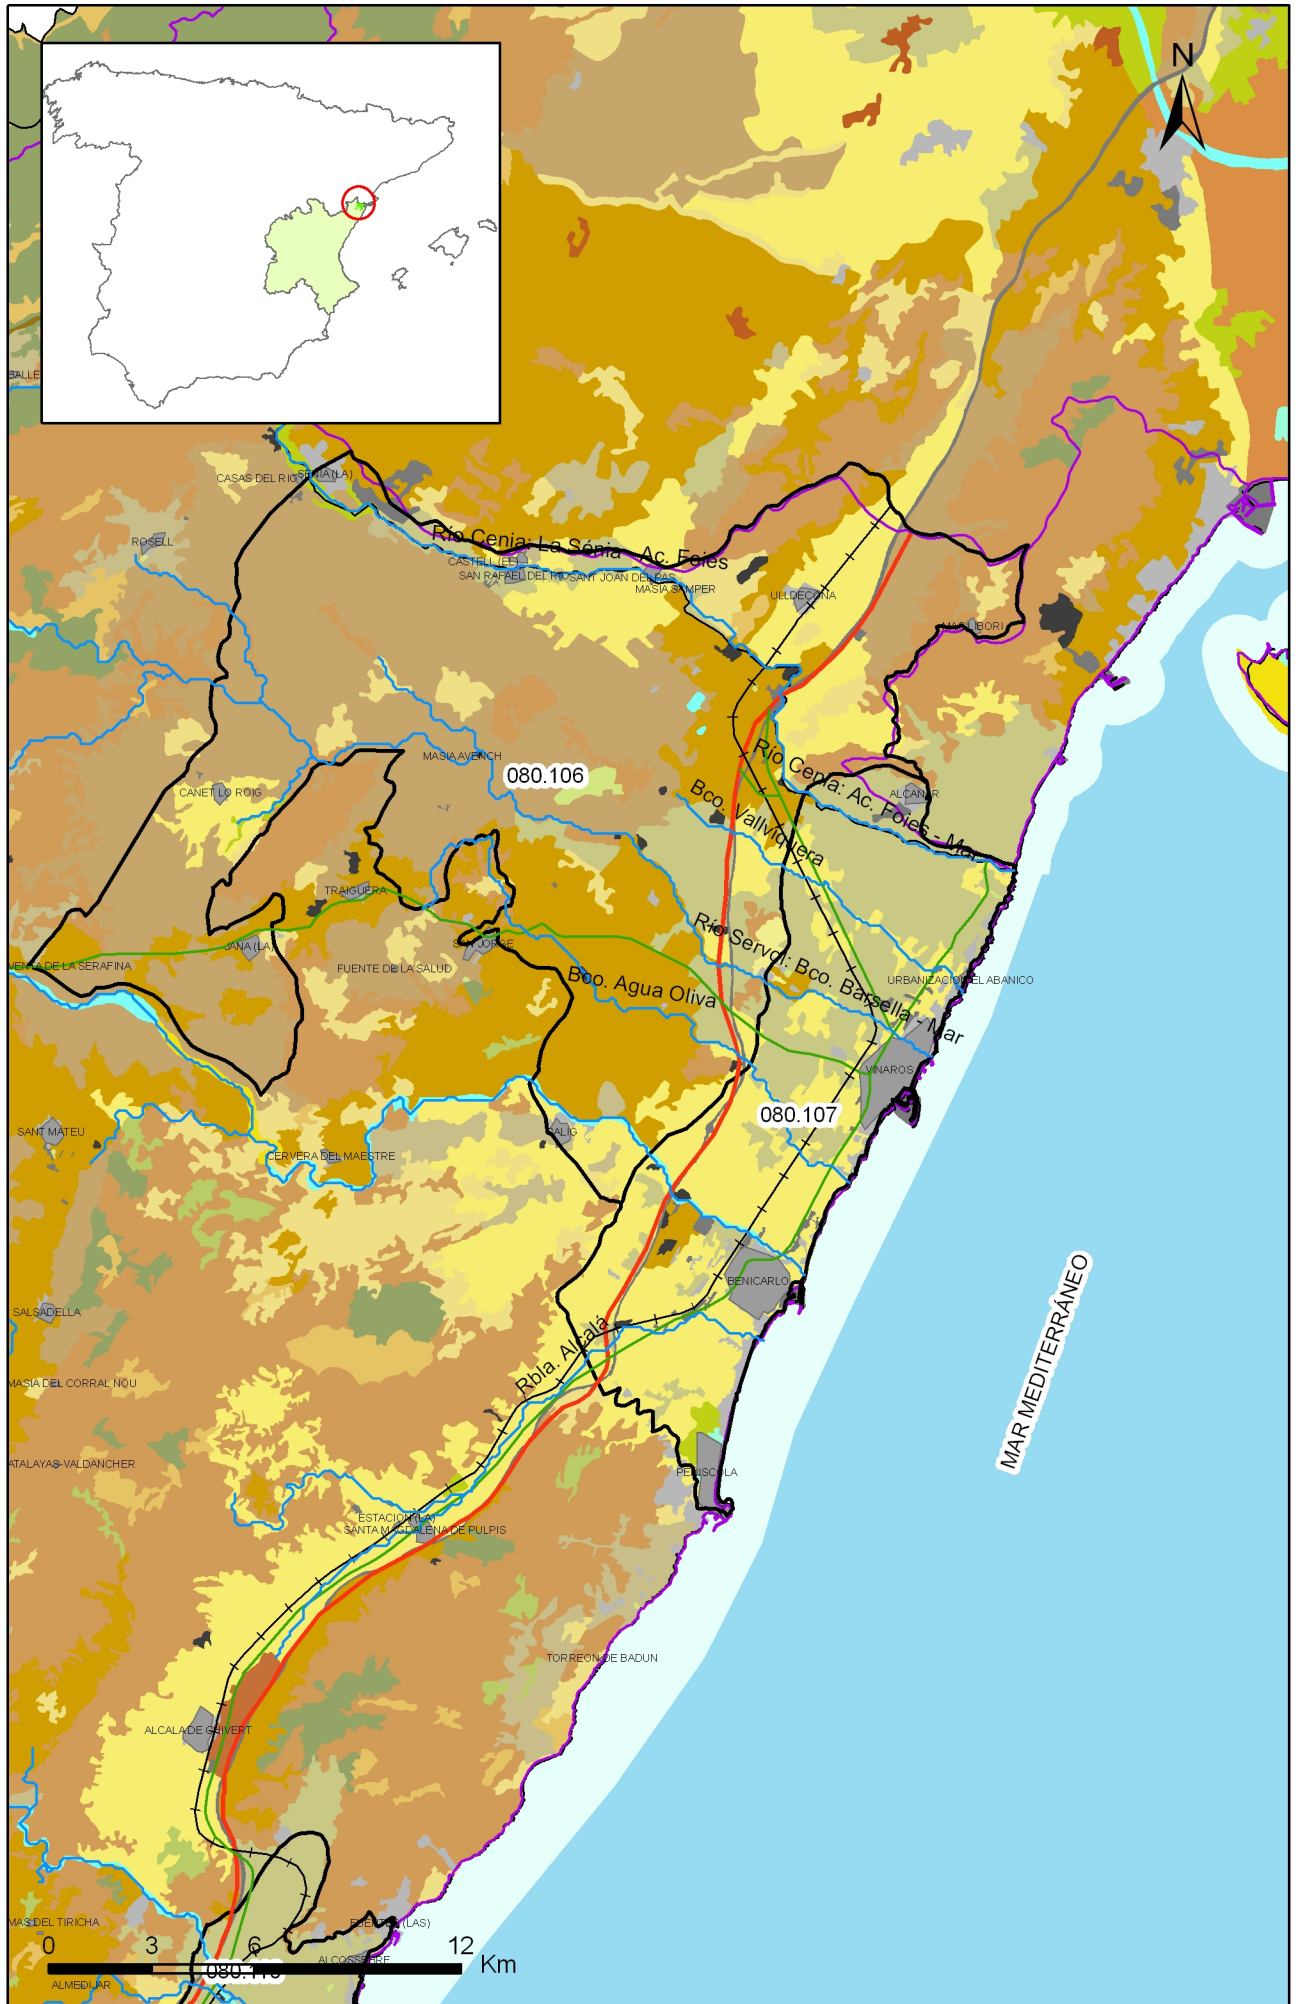 N
CASAS DEL RIO
SENIA (LA)
ROSELL
Río Cenia: La Sénia - Ac. Foies
CASTELL (EL)
SAN RAFAEL DEL RIO
SANT JOAN DEL PAS
MASIA SAMPER
ULLDECONA
MAS LIBORI
MASIA AVENCH
080.106
CANET LO ROIG
Río Cenia: Ac. Foies - Mar
ALCANAR
Bco. Vallviquera
TRAIGUERA
JANA (LA)
SAN JORGE
VENTA DE LA SERAFINA
FUENTE DE LA SALUD
Bco. Agua Oliva
Río Servol: Bco. Barsella - Mar
URBANIZACION EL ABANICO
VINAROS
080.107
SANT MATEU
CALIG
CERVERA DEL MAESTRE
BENICARLO
SALSADELLA
MAR MEDITERRÁNEO
Rbla. Alcalá
MASIA DEL CORRAL NOU
ATALAYAS-VALDANCHER
PEÑISCOLA
ESTACION (LA)
SANTA MAGDALENA DE PULPIS
TORREON DE BADUN
ALCALA DE CHIVERT
MAS DEL TIRICHA
FUENTES (LAS)
0 3 6 12
Km
ALCOSSEBRE
080.110
ALMEDIJAR